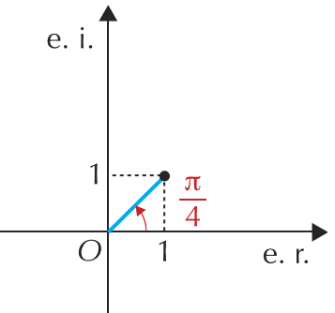 e. i.
1
π/4
O
1
e. r.